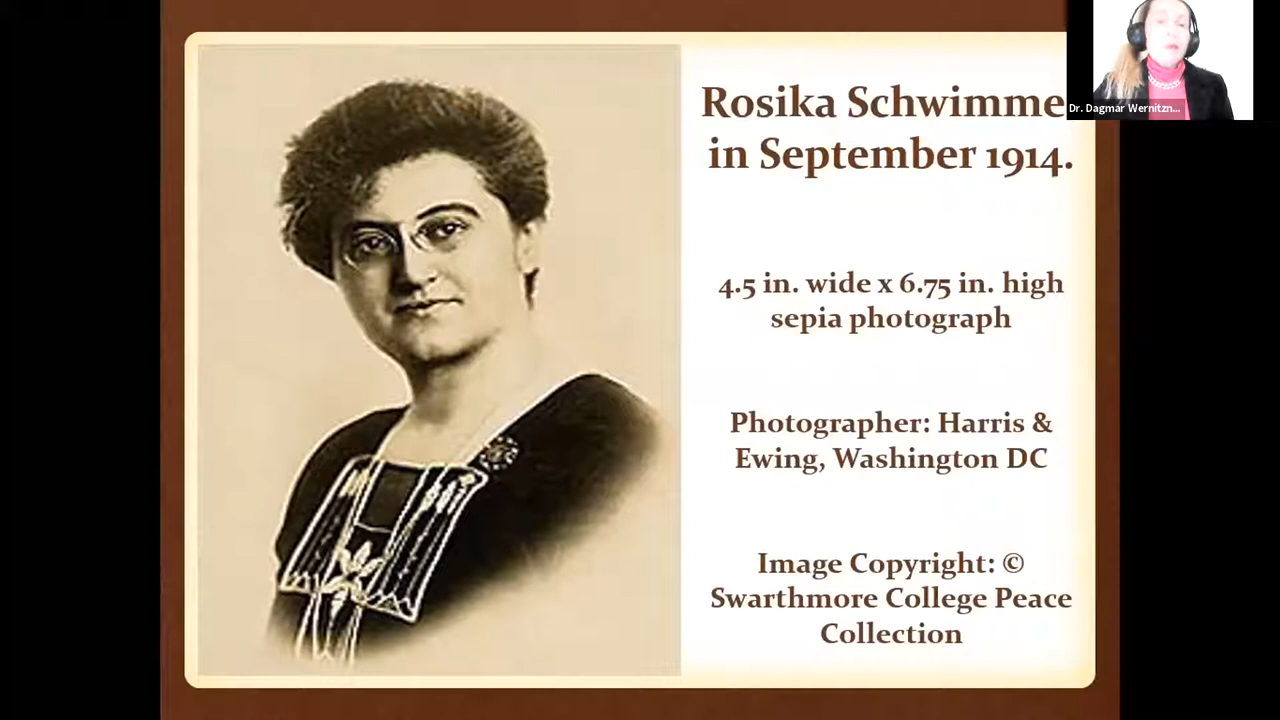 Rosika Schwimme
in September 1914.
4.5 in. wide x 6.75 in. high
sepia photograph
Photographer: Harris &
Ewing, Washington DC
Image Copyright: ©
Swarthmore College Peace
Collection
Dr. Dagmar Wernitzn...